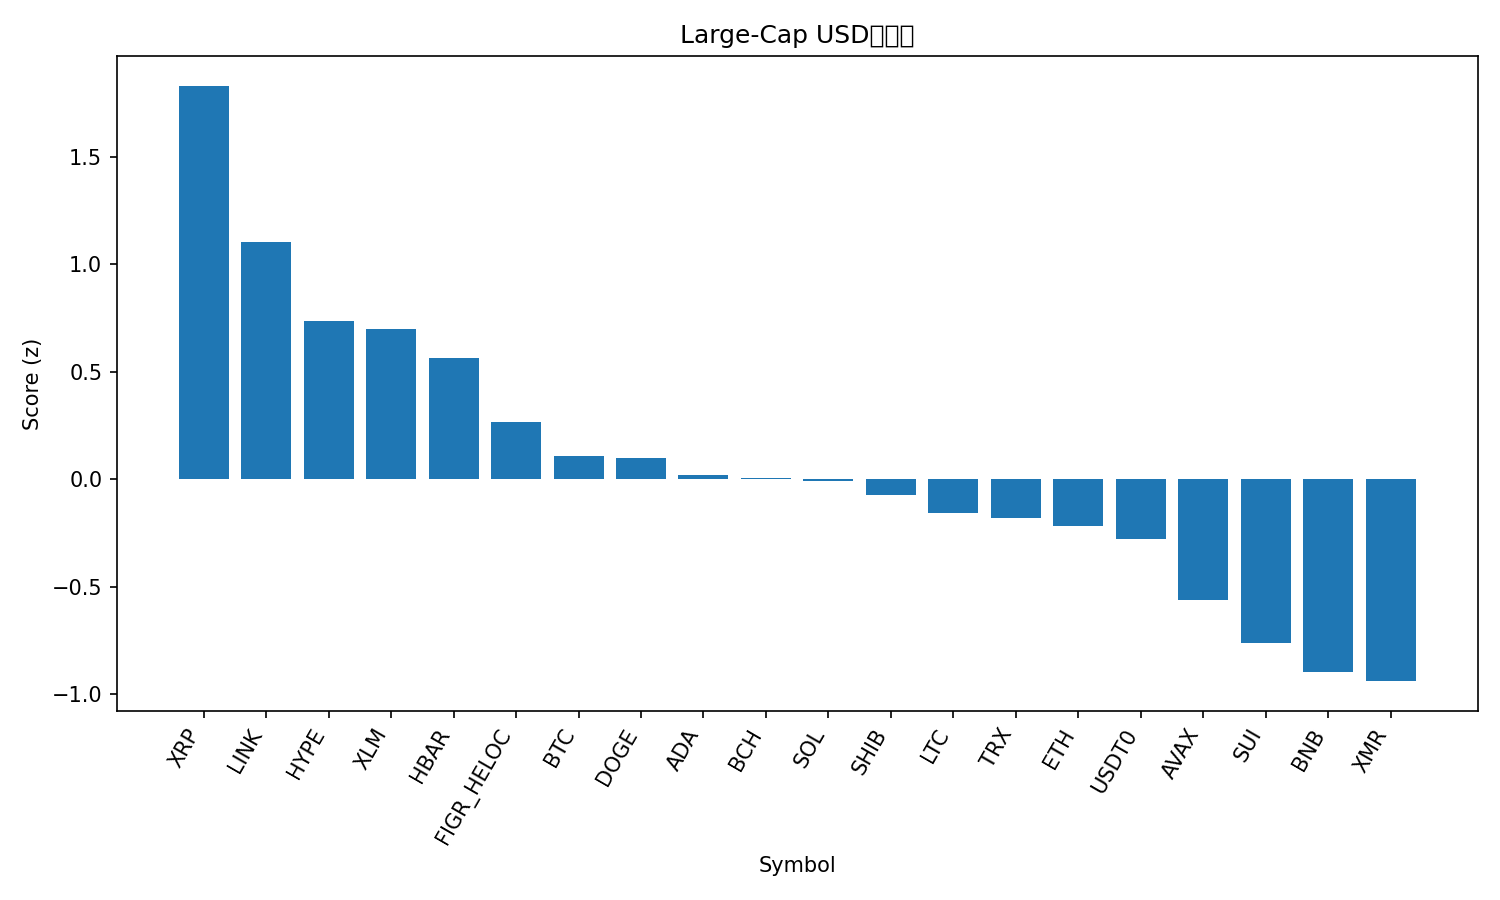 Large-Cap USD
Score (z)
1.5
1.0
0.5
0.0
−0.5
−1.0
XRP
LINK
HYPE
XLM
HBAR
FIGR_HELOC
BTC
DOGE
ADA
BCH
SOL
SHIB
LTC
TRX
ETH
USDT0
AVAX
SUI
BNB
XMR
Symbol